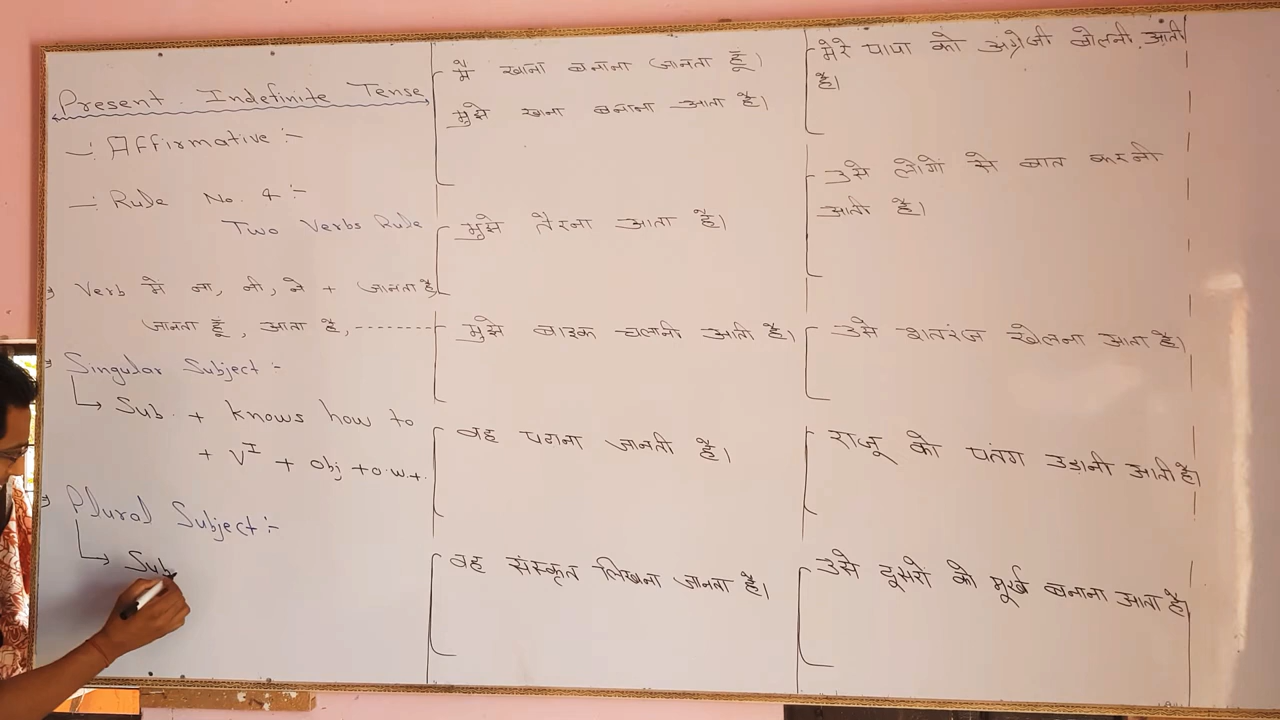 Present Indefinite Tense
Affirmative :-
Rule No. 4 :-
Two Verbs Rule
Verb में ना, नी, ने + जानता है,
जानता हूँ, आता है, --------
Singular Subject :-
Sub. + knows how to
+ V^I + obj + o.w.+.
Plural Subject :-
Sub
मैं खाना बनाना जानता हूँ।
मुझे खाना बनाना आता है।
मुझे तैरना आता है।
मुझे बाइक चलानी आती है।
वह पढाना जानती है।
वह संस्कृत लिखना जानता है।
मेरे पापा को अंग्रेजी बोलनी आती
है।
उसे लोगों से बात करनी
आती है।
उसे शतरंज खेलना आता है।
राजू को पतंग उड़ानी आती है।
उसे दूसरों को मूर्ख बनाना आता है।